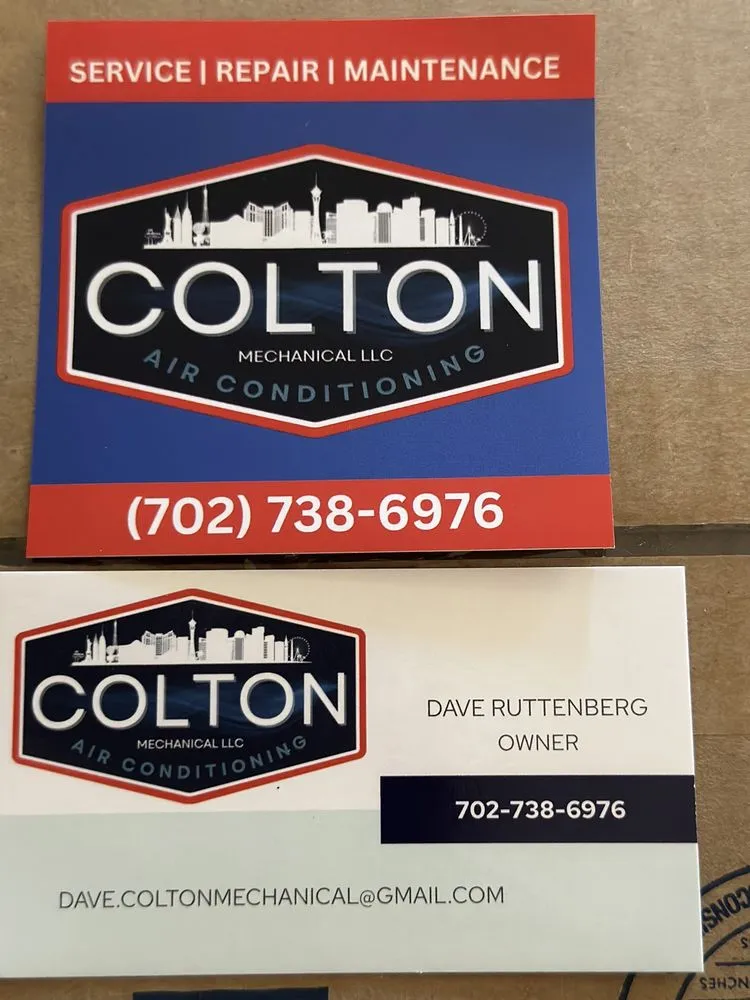 SERVICE | REPAIR | MAINTENANCE
COLTON
MECHANICAL LLC
AIR CONDITIONING
(702) 738-6976
COLTON
MECHANICAL LLC
AIR CONDITIONING
DAVE RUTTENBERG
OWNER
702-738-6976
DAVE.COLTONMECHANICAL@GMAIL.COM